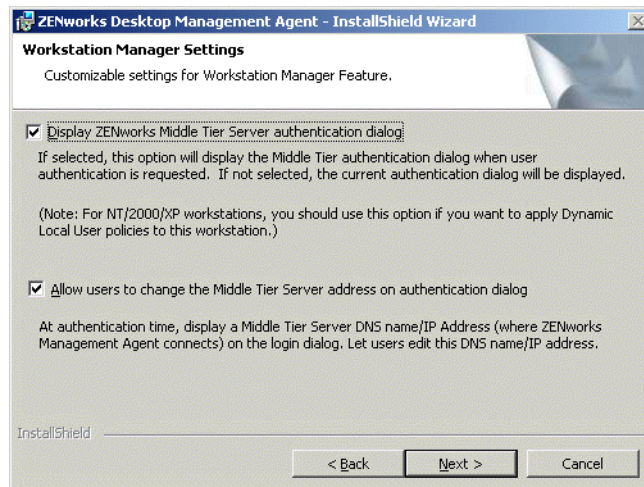 ZENworks Desktop Management Agent - InstallShield Wizard
Workstation Manager Settings
Customizable settings for Workstation Manager Feature.
Display ZENworks Middle Tier Server authentication dialog
If selected, this option will display the Middle Tier authentication dialog when user
authentication is requested. If not selected, the current authentication dialog will be displayed.
(Note: For NT/2000/XP workstations, you should use this option if you want to apply Dynamic
Local User policies to this workstation.)
Allow users to change the Middle Tier Server address on authentication dialog
At authentication time, display a Middle Tier Server DNS name/IP Address (where ZENworks
Management Agent connects) on the login dialog. Let users edit this DNS name/IP address.
InstallShield
< Back Next > Cancel